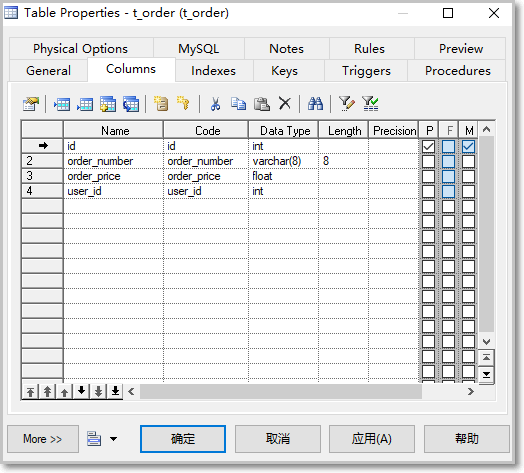 Table Properties - t_order (t_order)
Physical Options MySQL Notes Rules Preview
General Columns Indexes Keys Triggers Procedures
Name Code Data Type Length Precision P F M
id id int
2 order_number order_number varchar(8) 8
3 order_price order_price float
4 user_id user_id int
More >> 确定 取消 应用(A) 帮助